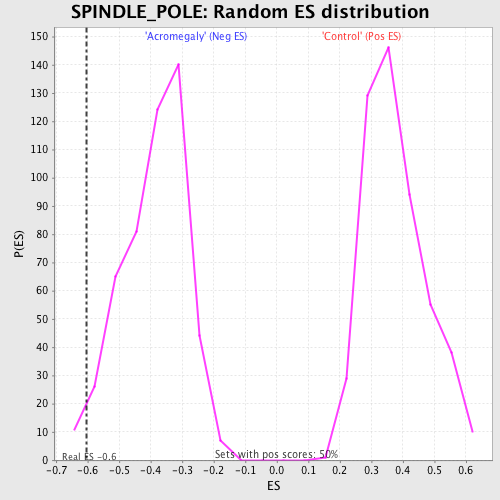 SPINDLE_POLE: Random ES distribution
'Acromegaly' (Neg ES) 'Control' (Pos ES)
150
140
130
120
110
100
90
80
70
60
50
40
30
20
10
0
P(ES)
Real ES -0.6 Sets with pos scores: 50%
-0.7 -0.6 -0.5 -0.4 -0.3 -0.2 -0.1 -0.0 0.1 0.2 0.3 0.4 0.5 0.6
ES